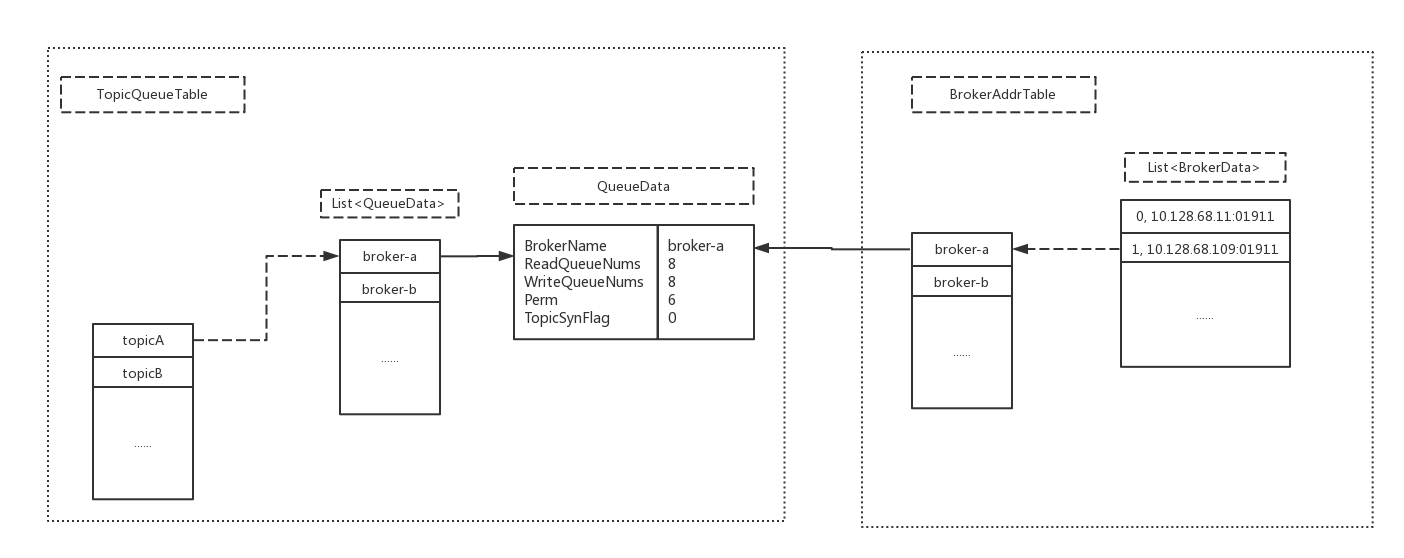 TopicQueueTable
List<QueueData>
broker-a
broker-b
......
topicA
topicB
......
QueueData
BrokerName broker-a
ReadQueueNums 8
WriteQueueNums 8
Perm 6
TopicSynFlag 0
BrokerAddrTable
broker-a
broker-b
......
List<BrokerData>
0, 10.128.68.11:01911
1, 10.128.68.109:01911
......